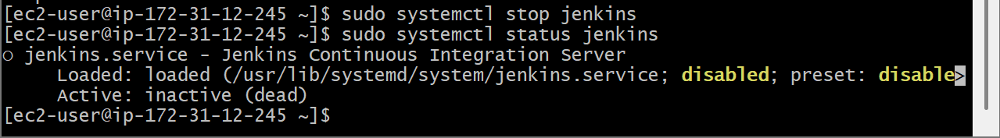 [ec2-user@ip-172-31-12-245 ~]$ sudo systemctl stop jenkins
[ec2-user@ip-172-31-12-245 ~]$ sudo systemctl status jenkins
○ jenkins.service - Jenkins Continuous Integration Server
     Loaded: loaded (/usr/lib/systemd/system/jenkins.service; disabled; preset: disable>
     Active: inactive (dead)
[ec2-user@ip-172-31-12-245 ~]$